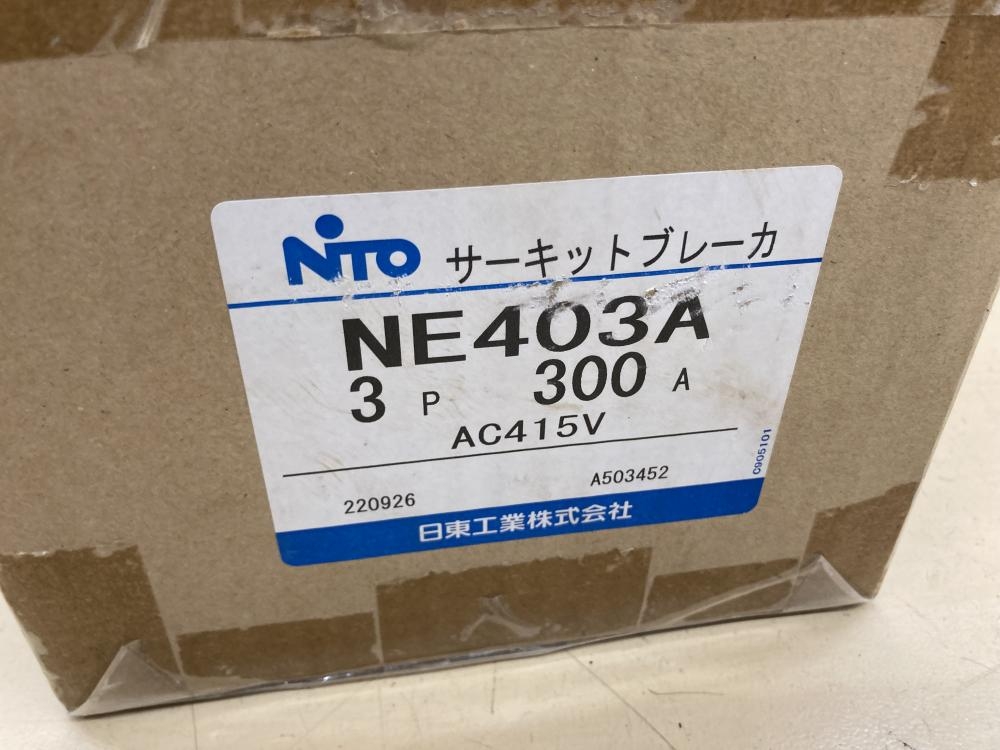 NITO サーキットブレーカ
NE403A
3 P 300 A
AC415V
220926 A503452
C905101
日東工業株式会社